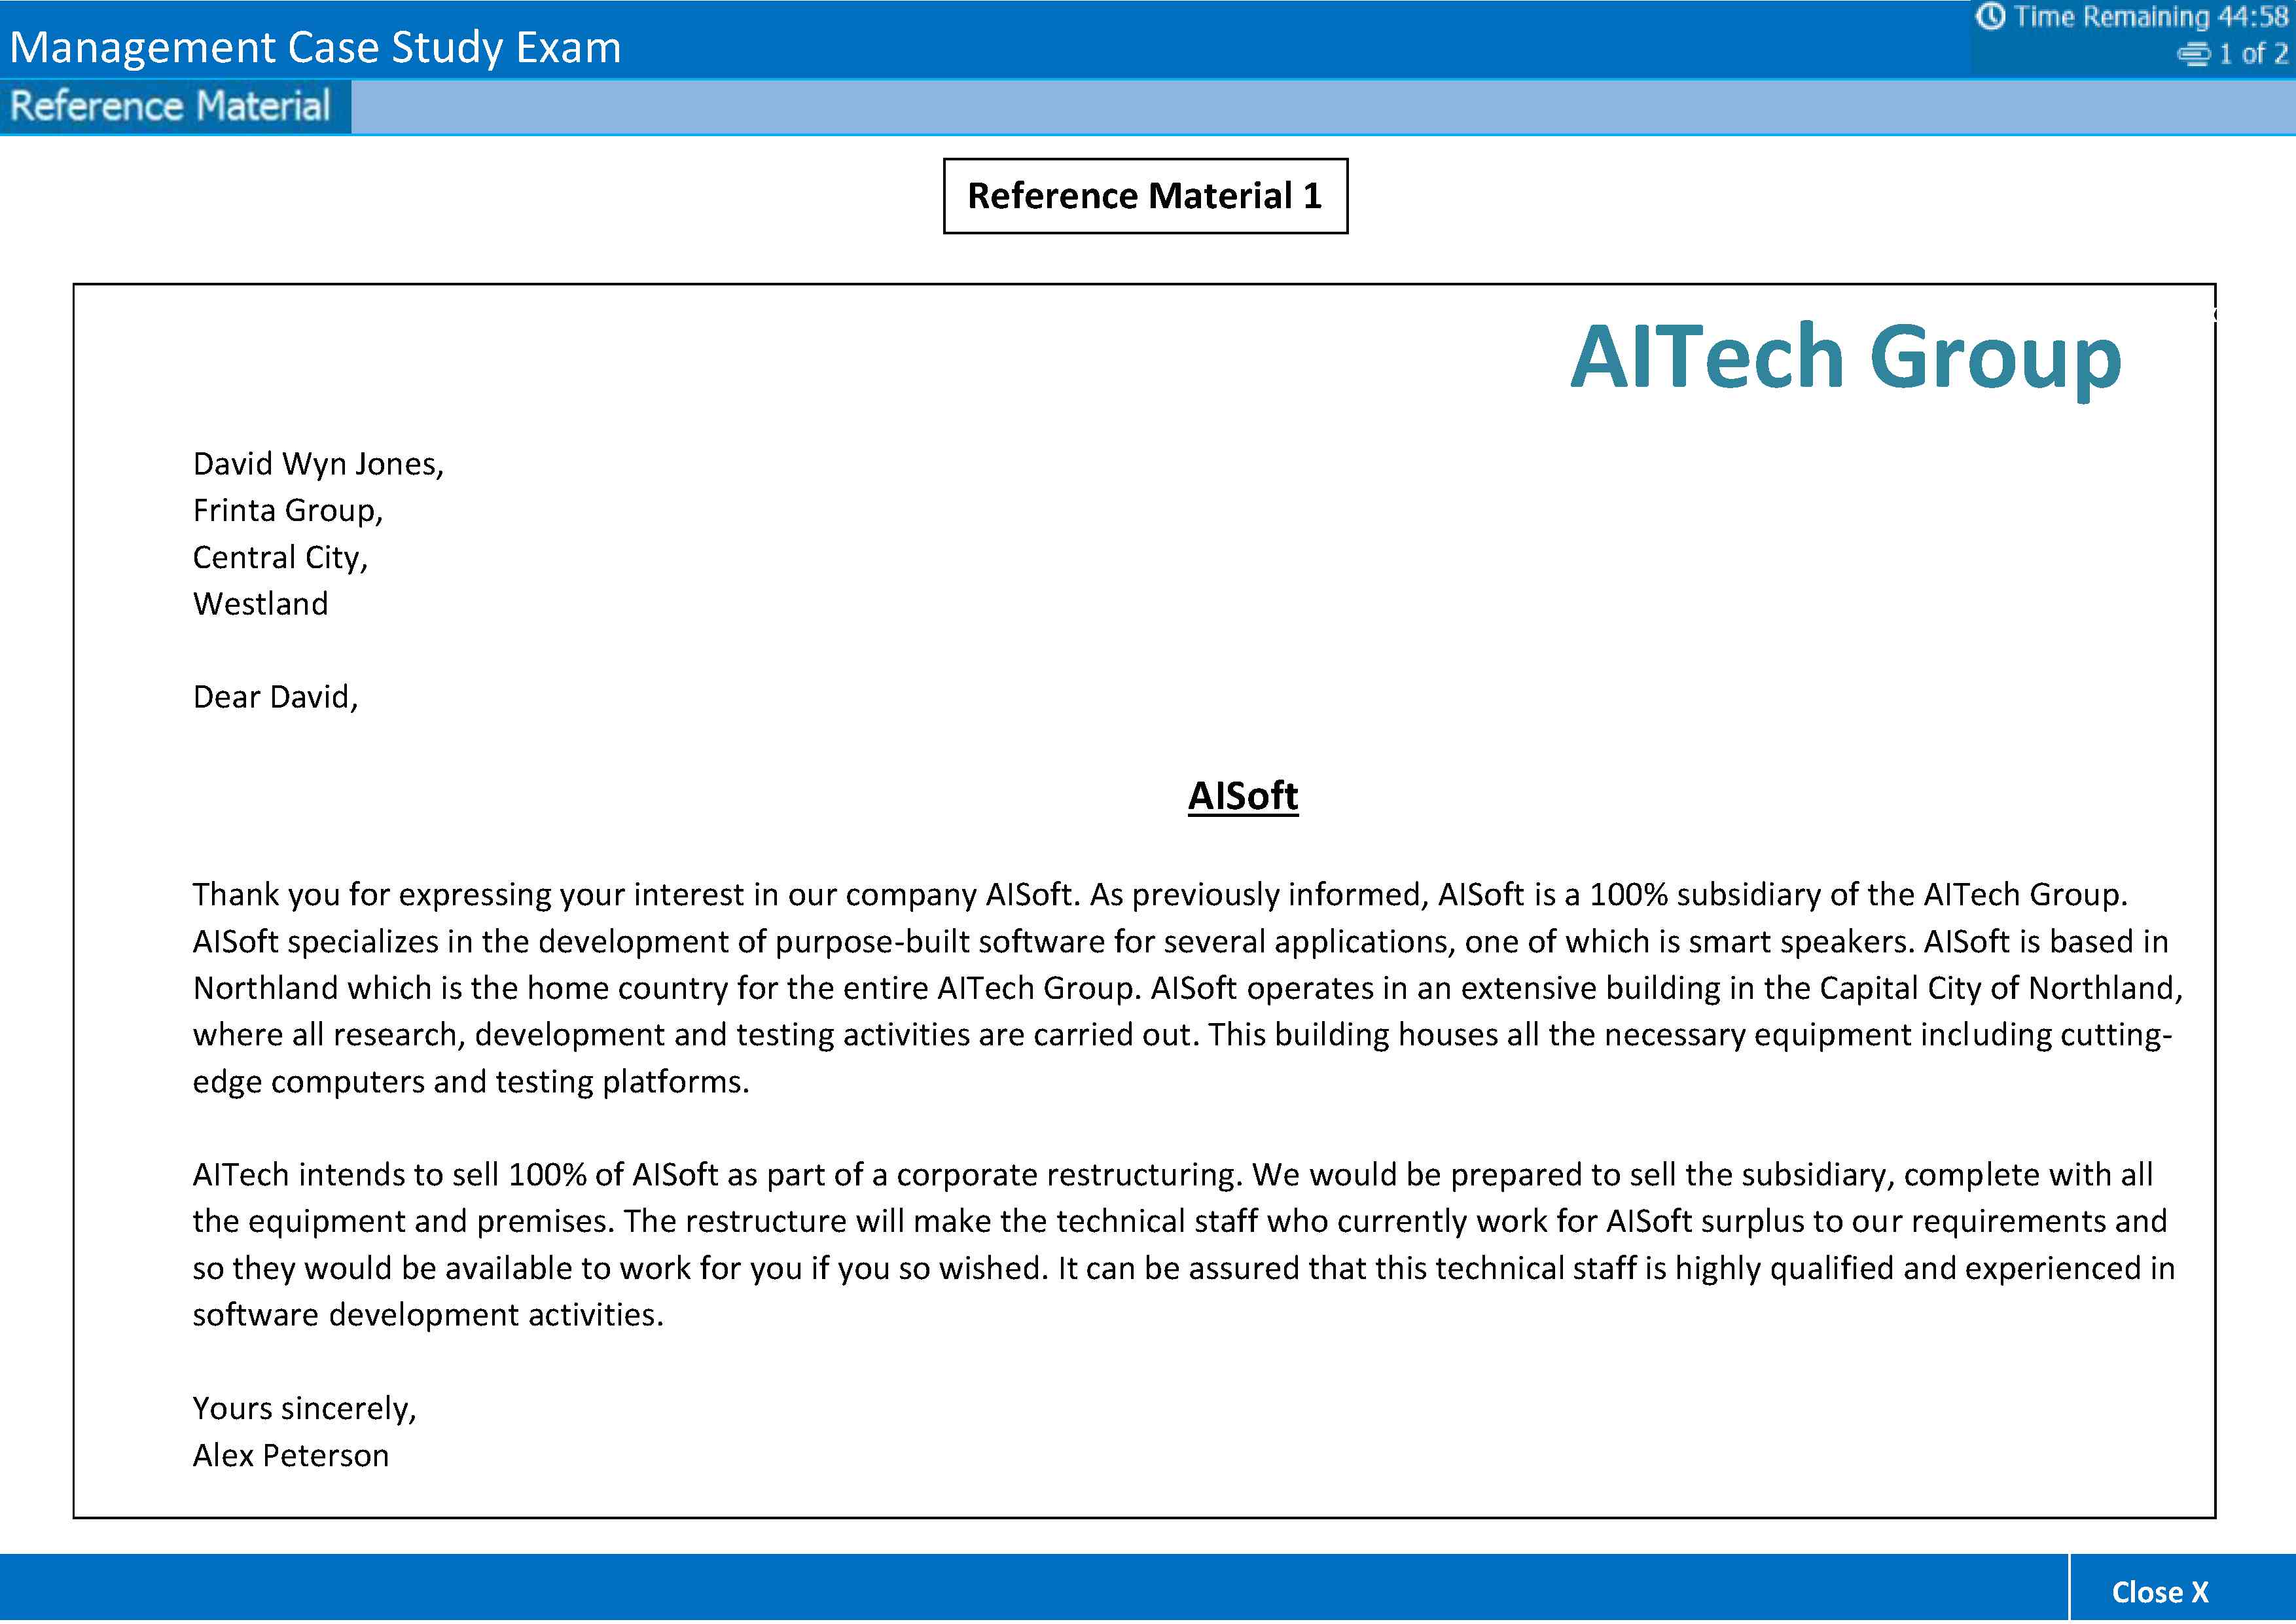 Management Case Study Exam
Time Remaining 44:58
1 of 2
Reference Material
Reference Material 1
AITech Group
David Wyn Jones,
Frinta Group,
Central City,
Westland
Dear David,
AISoft
Thank you for expressing your interest in our company AISoft. As previously informed, AISoft is a 100% subsidiary of the AITech Group.
AISoft specializes in the development of purpose-built software for several applications, one of which is smart speakers. AISoft is based in
Northland which is the home country for the entire AITech Group. AISoft operates in an extensive building in the Capital City of Northland,
where all research, development and testing activities are carried out. This building houses all the necessary equipment including cutting-
edge computers and testing platforms.
AITech intends to sell 100% of AISoft as part of a corporate restructuring. We would be prepared to sell the subsidiary, complete with all
the equipment and premises. The restructure will make the technical staff who currently work for AISoft surplus to our requirements and
so they would be available to work for you if you so wished. It can be assured that this technical staff is highly qualified and experienced in
software development activities.
Yours sincerely,
Alex Peterson
Close X